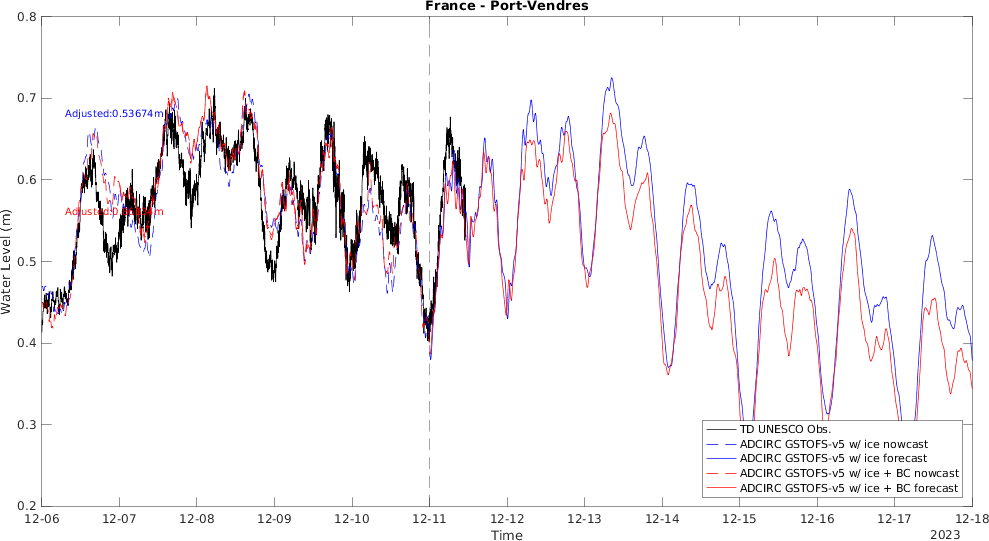 France - Port-Vendres
0.8
0.7
0.6
0.5
0.4
0.3
0.2
Water Level (m)
Adjusted:0.53674m
TD UNESCO Obs.
ADCIRC GSTOFS-v5 w/ ice nowcast
ADCIRC GSTOFS-v5 w/ ice forecast
ADCIRC GSTOFS-v5 w/ ice + BC nowcast
ADCIRC GSTOFS-v5 w/ ice + BC forecast
12-06 12-07 12-08 12-09 12-10 12-11 12-12 12-13 12-14 12-15 12-16 12-17 12-18
Time
2023